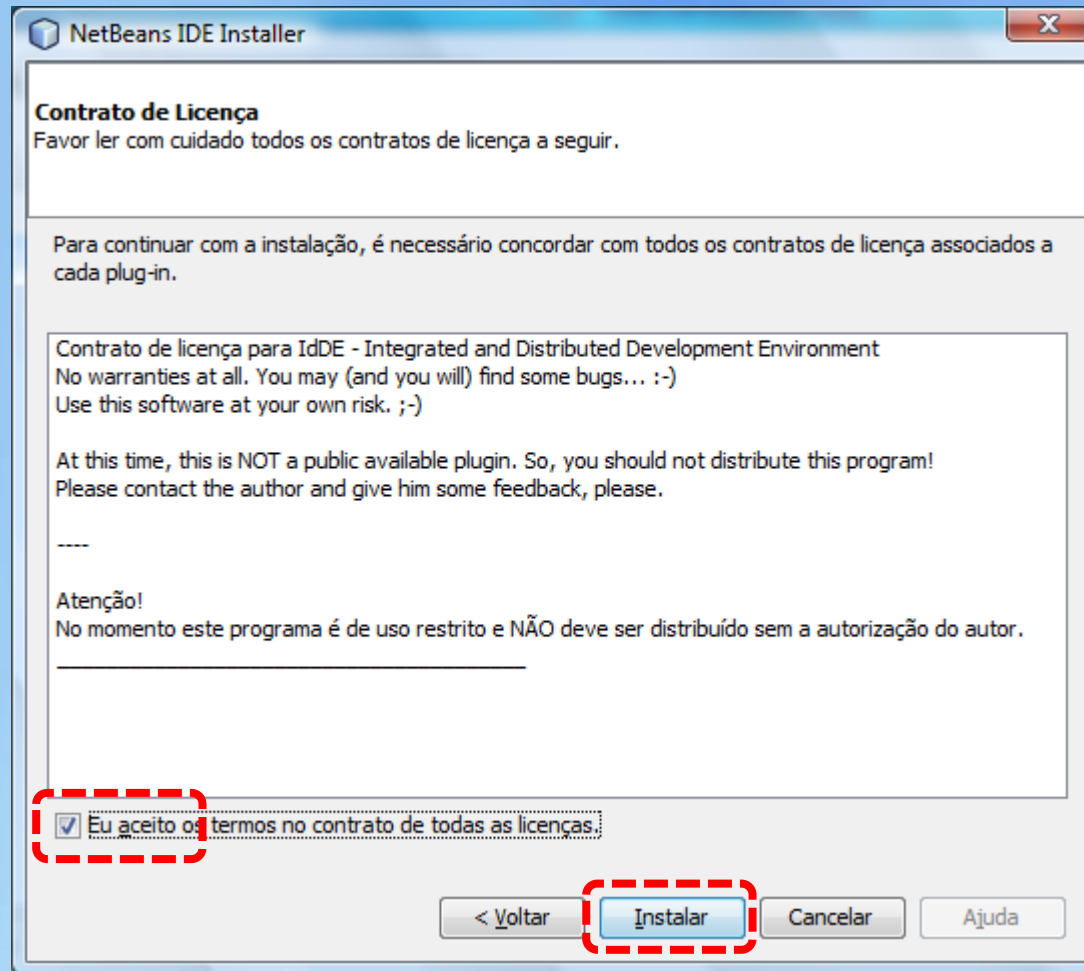 NetBeans IDE Installer
X
Contrato de Licença
Favor ler com cuidado todos os contratos de licença a seguir.
Para continuar com a instalação, é necessário concordar com todos os contratos de licença associados a
cada plug-in.
Contrato de licença para IdDE - Integrated and Distributed Development Environment
No warranties at all. You may (and you will) find some bugs... :-)
Use this software at your own risk. ;-)
At this time, this is NOT a public available plugin. So, you should not distribute this program!
Please contact the author and give him some feedback, please.
----
Atenção!
No momento este programa é de uso restrito e NÃO deve ser distribuído sem a autorização do autor.
_______________________________________
Eu aceito os termos no contrato de todas as licenças.
< Voltar
Instalar
Cancelar
Ajuda